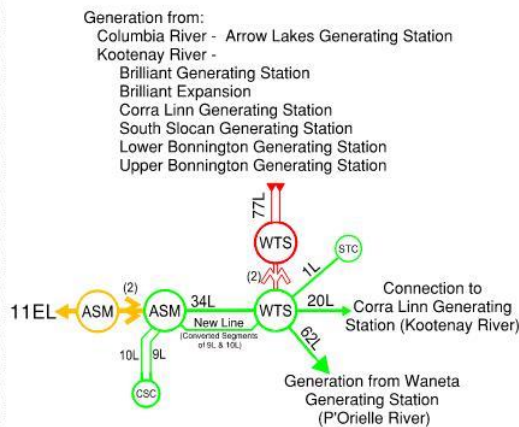 Generation from:
Columbia River - Arrow Lakes Generating Station
Kootenay River -
Brilliant Generating Station
Brilliant Expansion
Corra Linn Generating Station
South Slocan Generating Station
Lower Bonnington Generating Station
Upper Bonnington Generating Station
77L
WTS
STC
(2)
1L
(2)
11EL
ASM
ASM
34L
WTS
20L
Connection to
Corra Linn Generating
Station (Kootenay River)
New Line
(Converted Segments
of 9L & 10L)
62L
10L
9L
CSC
Generation from Waneta
Generating Station
(P'Orielle River)